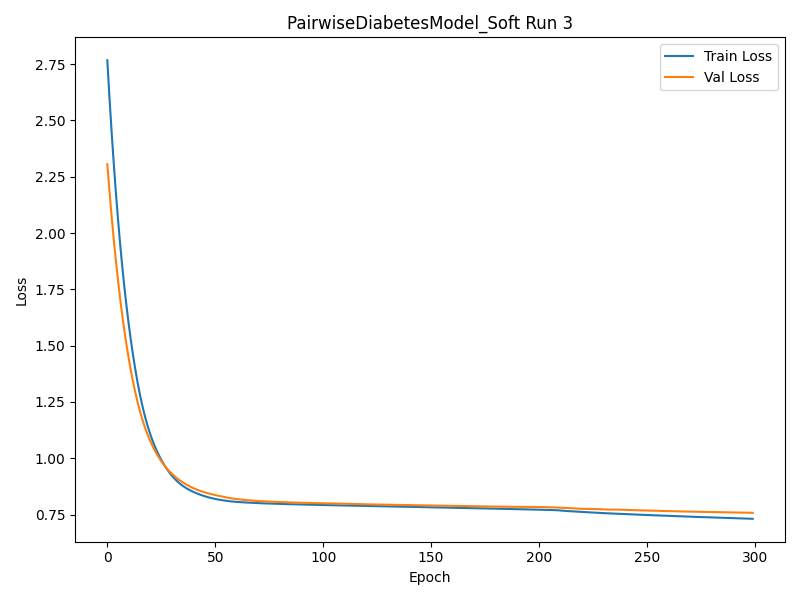 PairwiseDiabetesModel_Soft Run 3
Train Loss
Val Loss
2.75
2.50
2.25
2.00
1.75
1.50
1.25
1.00
0.75
Loss
0 50 100 150 200 250 300
Epoch